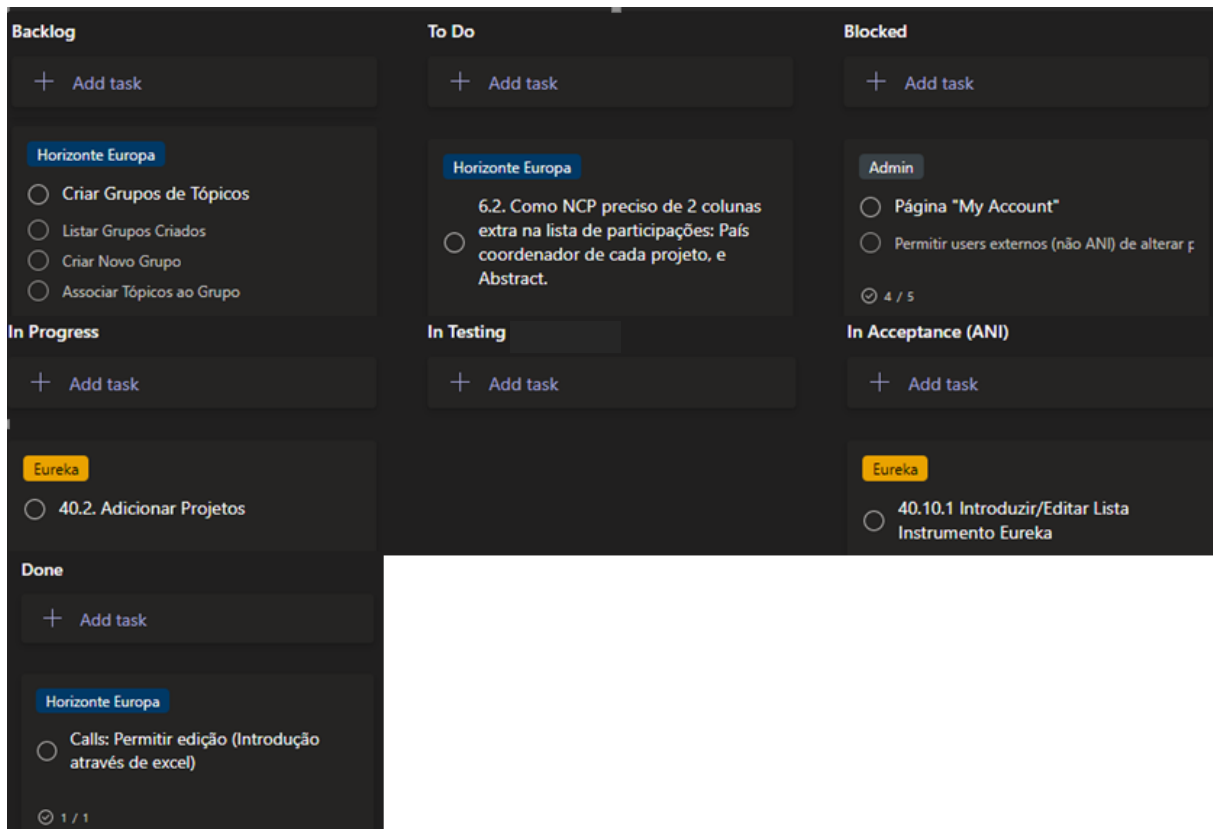 Backlog
To Do
Blocked
Add task
Add task
Add task
Horizonte Europa
Criar Grupos de Tópicos
Listar Grupos Criados
Criar Novo Grupo
Associar Tópicos ao Grupo
Horizonte Europa
6.2. Como NCP preciso de 2 colunas
extra na lista de participações: País
coordenador de cada projeto, e
Abstract.
Admin
Página "My Account"
Permitir users externos (não ANI) de alterar
4 / 5
In Progress
In Testing
In Acceptance (ANI)
Add task
Add task
Add task
Eureka
40.2. Adicionar Projetos
Eureka
40.10.1 Introduzir/Editar Lista
Instrumento Eureka
Done
Add task
Horizonte Europa
Calls: Permitir edição (Introdução
através de excel)
1 / 1